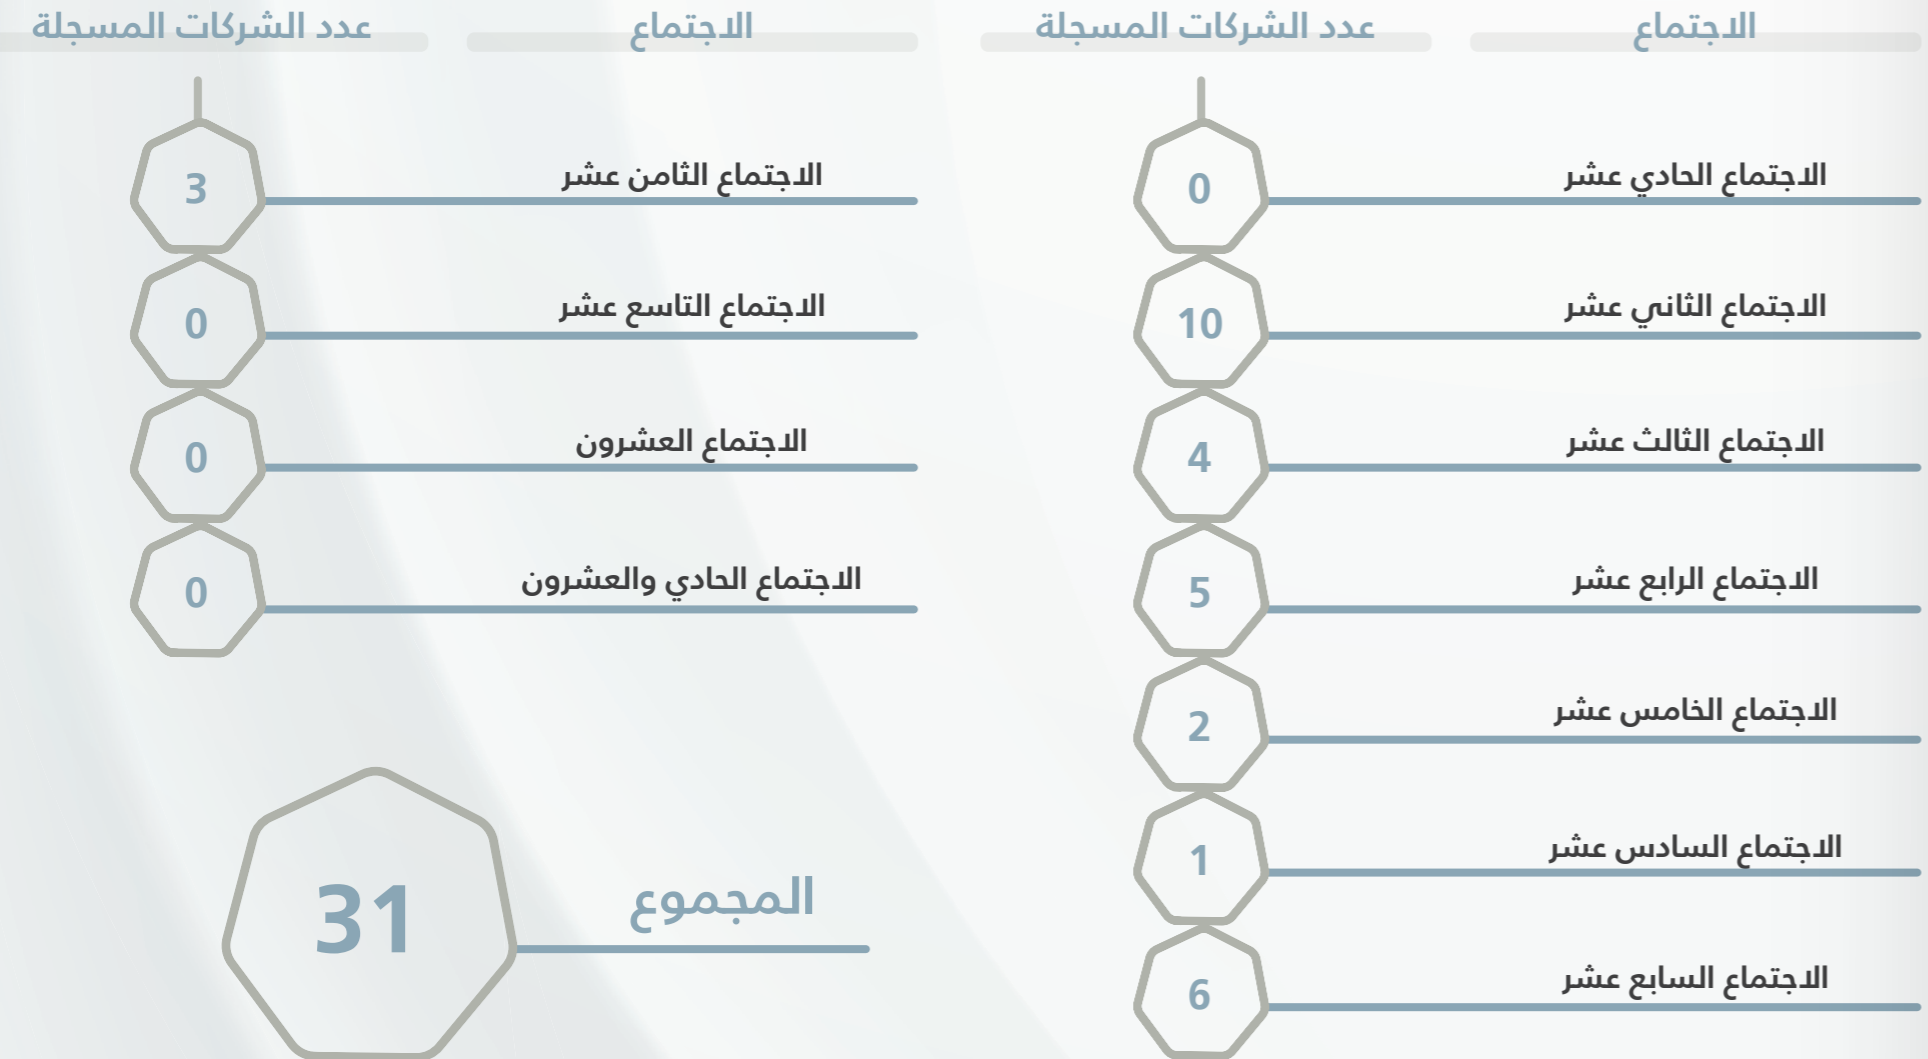 الاجتماع
عدد الشركات المسجلة
الاجتماع الحادي عشر
0
الاجتماع الثاني عشر
10
الاجتماع الثالث عشر
4
الاجتماع الرابع عشر
5
الاجتماع الخامس عشر
2
الاجتماع السادس عشر
1
الاجتماع السابع عشر
6
الاجتماع
عدد الشركات المسجلة
الاجتماع الثامن عشر
3
الاجتماع التاسع عشر
0
الاجتماع العشرون
0
الاجتماع الحادي والعشرون
0
المجموع
31